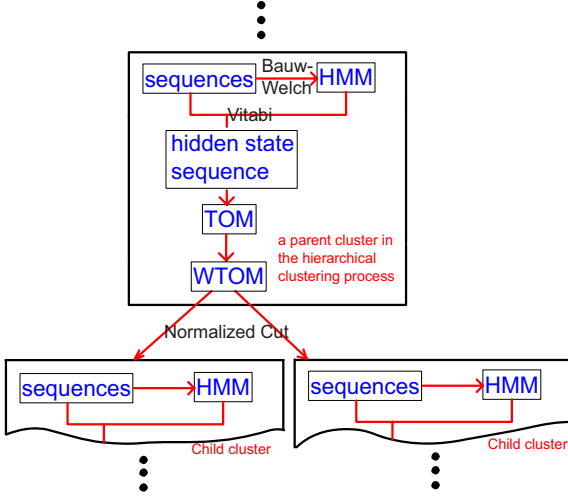 Bauw-
Welch
sequences
HMM
Vitabi
hidden state
sequence
TOM
WTOM
a parent cluster in
the hierarchical
clustering process
Normalized Cut
sequences
HMM
Child cluster
sequences
HMM
Child cluster